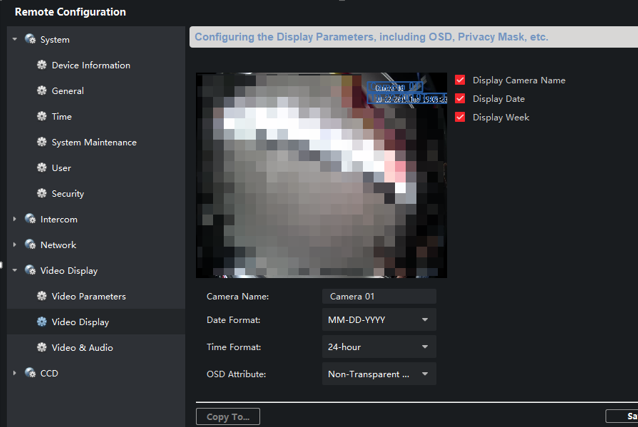 Remote Configuration
System
Device Information
General
Time
System Maintenance
User
Security
Intercom
Network
Video Display
Video Parameters
Video Display
Video & Audio
CCD
Configuring the Display Parameters, including OSD, Privacy Mask, etc.
Camera 01
Display Camera Name
Display Date
Display Week
Camera Name:
Camera 01
Date Format:
MM-DD-YYYY
Time Format:
24-hour
OSD Attribute:
Non-Transparent ...
Copy To...
Sa